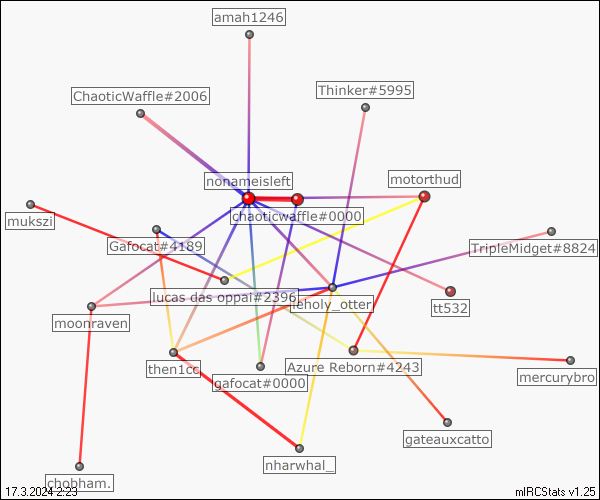 amah1246
ChaoticWaffle#2006
Thinker#5995
nonameisleft
motorthud
chaoticwaffle#0000
mukszi
Gafocat#4189
TripleMidget#8824
lucas das oppai#2396
leholy_otter
tt532
moonraven
then1cc
gafocat#0000
Azure Reborn#4243
mercurybro
gateauxcatto
nharwhal_
chobham.
17.3.2024 2:23
mIRCStats v1.25